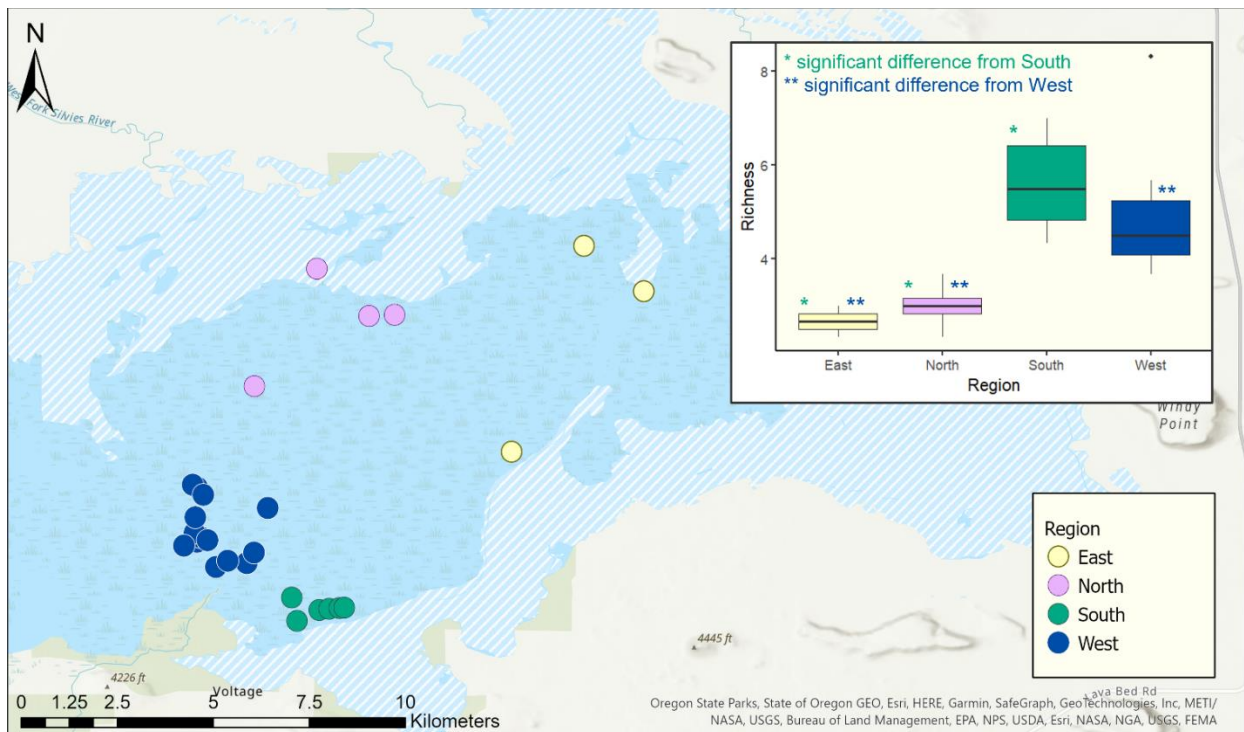 N
West Fork Silvies River
* significant difference from South
** significant difference from West
8
6
4
Richness
*
**
*
**
*
**
East
North
South
West
Region
Windy
Point
Region
East
North
South
West
4445 ft
4226 ft
Voltage
Lava Bed Rd
0 1.25 2.5 5 7.5 10
Kilometers
Oregon State Parks, State of Oregon GEO, Esri, HERE, Garmin, SafeGraph, GeoTechnologies, Inc, METI/
NASA, USGS, Bureau of Land Management, EPA, NPS, USDA, Esri, NASA, NGA, USGS, FEMA